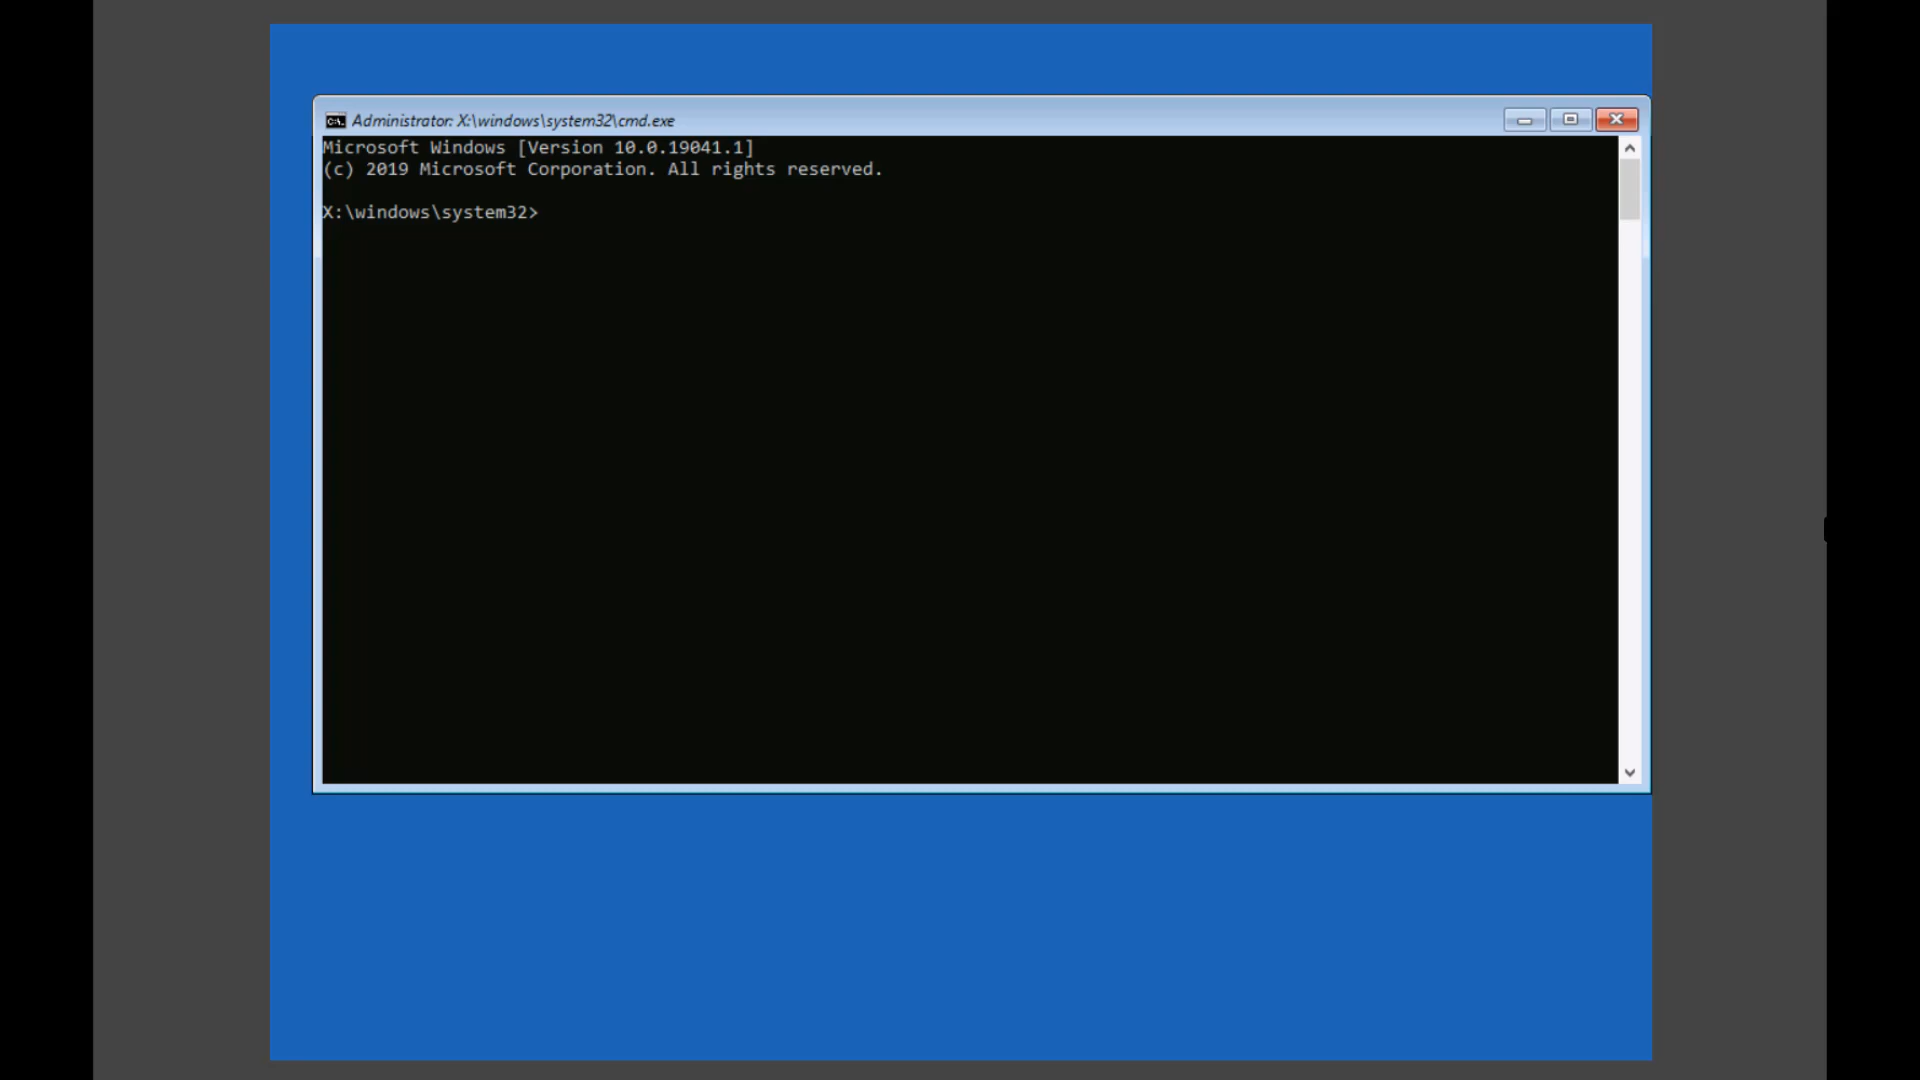 Administrator: X:\windows\system32\cmd.exe
Microsoft Windows [Version 10.0.19041.1]
(c) 2019 Microsoft Corporation. All rights reserved.
X:\windows\system32>